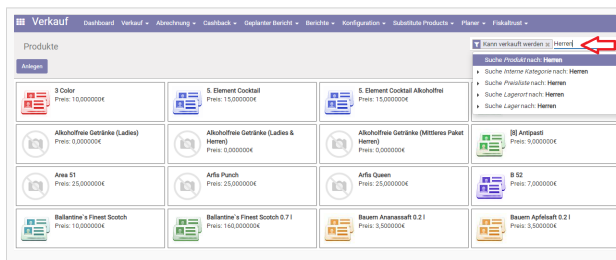 Verkauf Dashboard Verkauf Abrechnung Cashback Geplanter Bericht Berichte Konfiguration Substitute Products Planer Fiskaltrust
Produkte
Kann verkauft werden x Herren
Anlegen
Suche Produkt nach: Herren
Suche Interne Kategorie nach: Herren
Suche Preisliste nach: Herren
Suche Lagerort nach: Herren
Suche Lager nach: Herren
3 Color
Preis: 10,000000€
5. Element Cocktail
Preis: 15,000000€
5. Element Cocktail Alkoholfrei
Preis: 15,000000€
Alkoholfreie Getränke (Ladies)
Preis: 0,000000€
Alkoholfreie Getränke (Ladies &
Herren)
Preis: 0,000000€
Alkoholfreie Getränke (Mittleres Paket
Herren)
Preis: 0,000000€
[8] Antipasti
Preis: 9,000000€
Area 51
Preis: 25,000000€
Arfis Punch
Preis: 25,000000€
Arfis Queen
Preis: 25,000000€
B 52
Preis: 7,000000€
Ballantine's Finest Scotch
Preis: 10,000000€
Ballantine's Finest Scotch 0.7 l
Preis: 160,000000€
Bauern Ananassaft 0.2 l
Preis: 3,500000€
Bauern Apfelsaft 0.2 l
Preis: 3,500000€